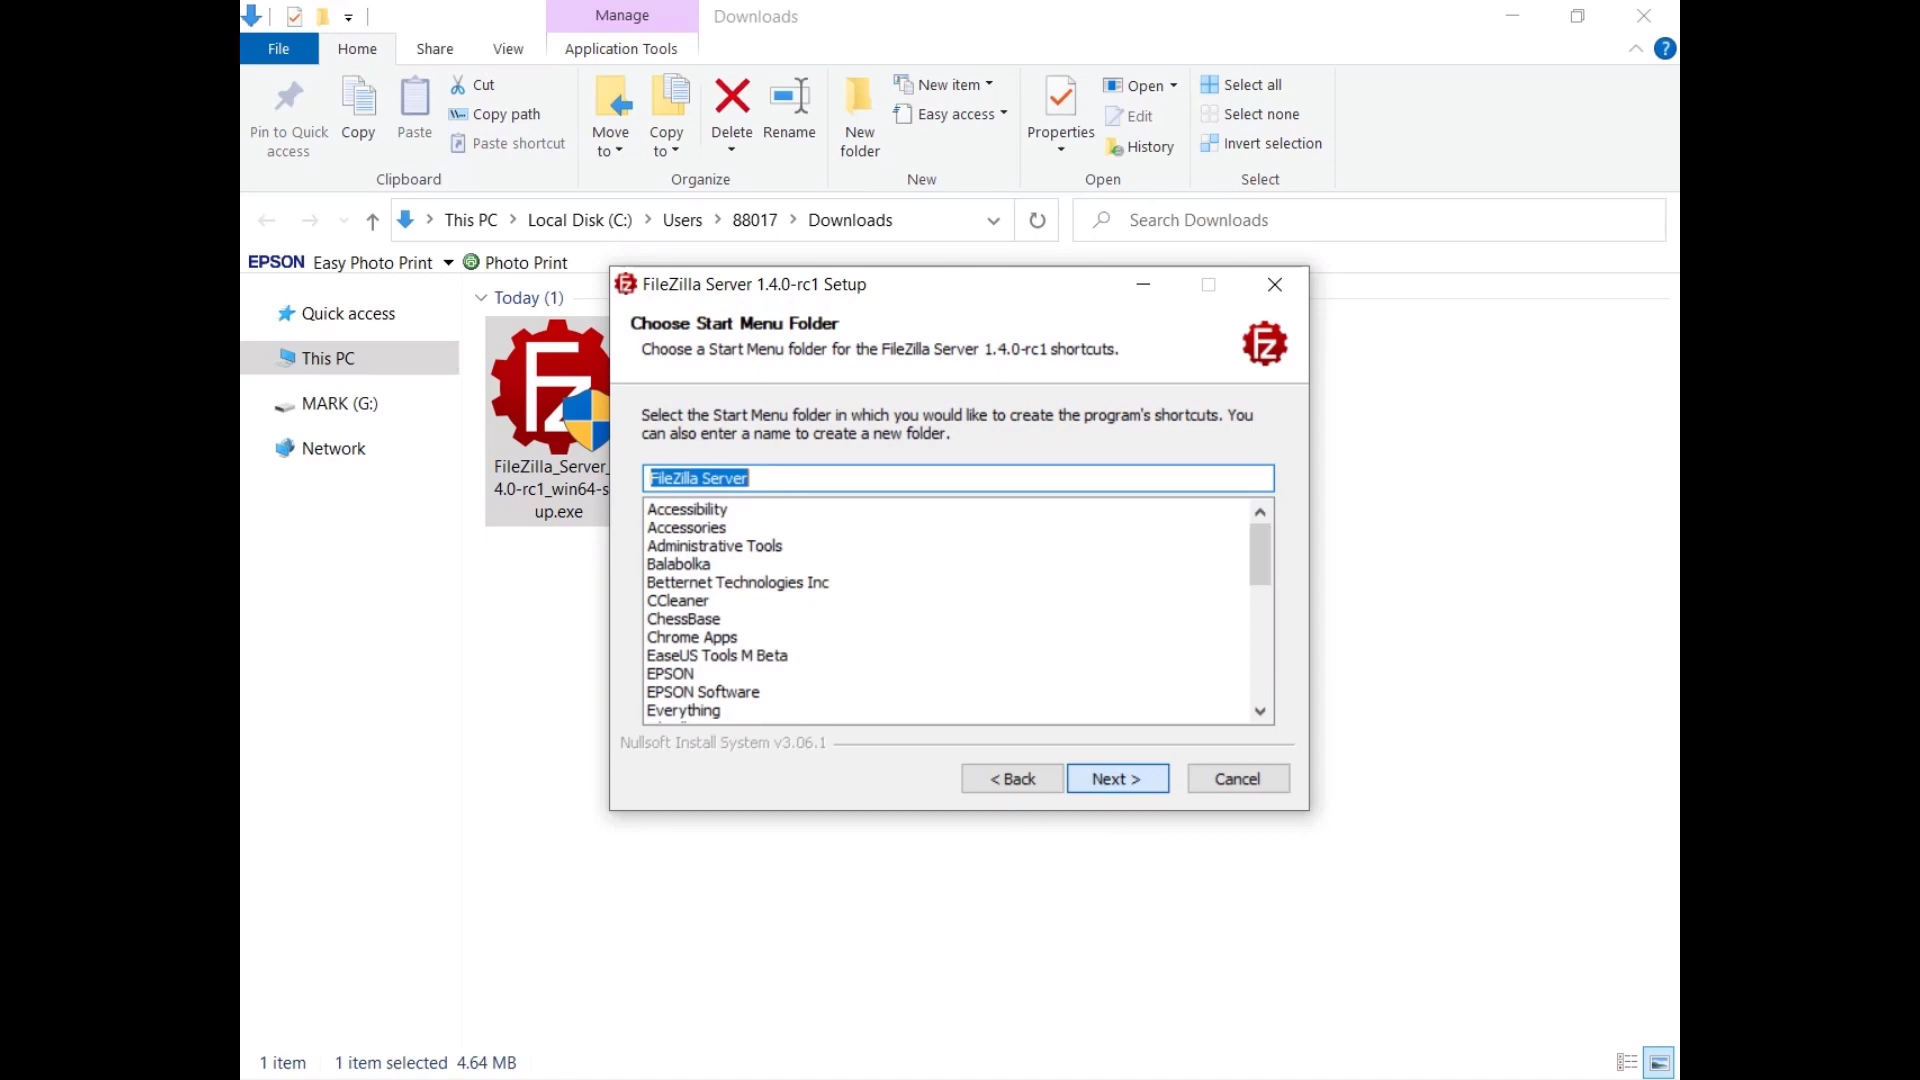 Manage
Downloads
File
Home
Share
View
Application Tools
?
Pin to Quick access
Copy
Paste
Cut
Copy path
Paste shortcut
Clipboard
Move to
Copy to
Delete
Rename
Organize
New folder
New item
Easy access
New
Properties
Open
Edit
History
Open
Select all
Select none
Invert selection
Select
This PC
Local Disk (C:)
Users
88017
Downloads
Search Downloads
EPSON Easy Photo Print
Photo Print
Quick access
This PC
MARK (G:)
Network
Today (1)
Fz
FileZilla_Server_
4.0-rc1_win64-s
up.exe
FileZilla Server 1.4.0-rc1 Setup
Choose Start Menu Folder
Choose a Start Menu folder for the FileZilla Server 1.4.0-rc1 shortcuts.
Fz
Select the Start Menu folder in which you would like to create the program's shortcuts. You
can also enter a name to create a new folder.
FileZilla Server
Accessibility
Accessories
Administrative Tools
Balabolka
Betternet Technologies Inc
CCleaner
ChessBase
Chrome Apps
EaseUS Tools M Beta
EPSON
EPSON Software
Everything
Nullsoft Install System v3.06.1
< Back
Next >
Cancel
1 item
1 item selected
4.64 MB